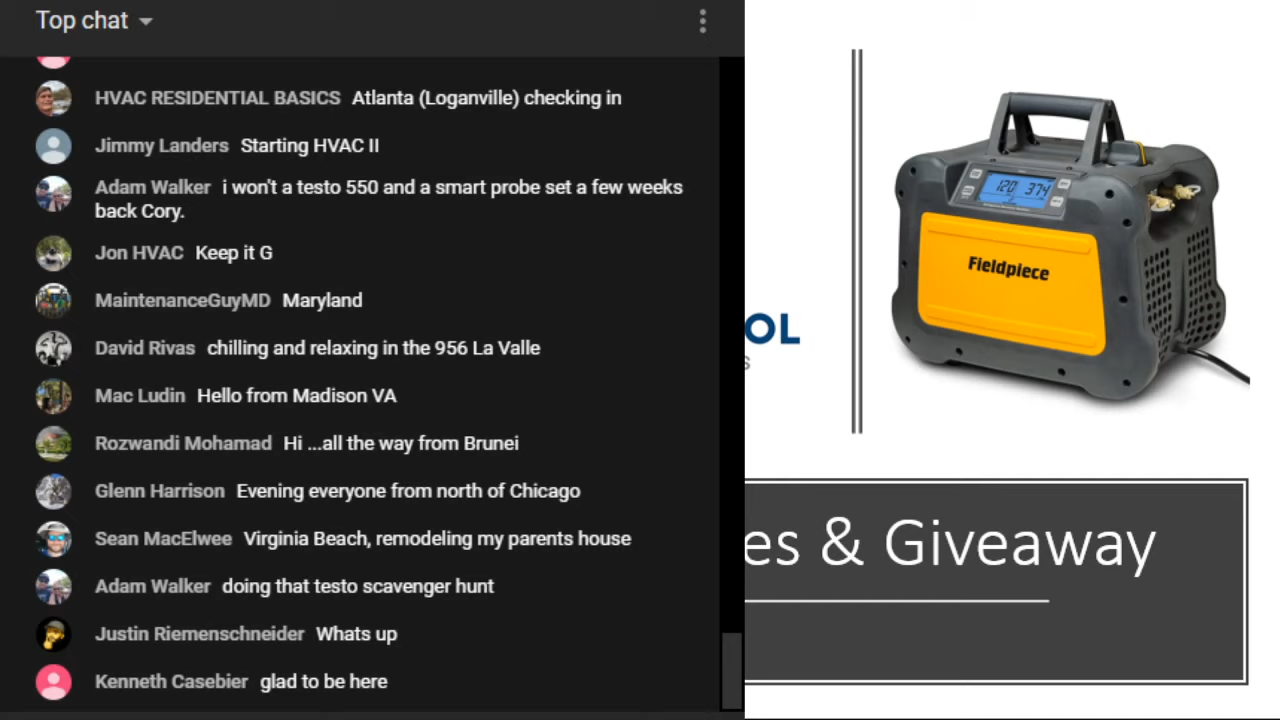 Top chat
HVAC RESIDENTIAL BASICS Atlanta (Loganville) checking in
Jimmy Landers Starting HVAC II
Adam Walker i won't a testo 550 and a smart probe set a few weeks
back Cory.
Jon HVAC Keep it G
MaintenanceGuyMD Maryland
David Rivas chilling and relaxing in the 956 La Valle
Mac Ludin Hello from Madison VA
Rozwandi Mohamad Hi ...all the way from Brunei
Glenn Harrison Evening everyone from north of Chicago
Sean MacElwee Virginia Beach, remodeling my parents house
Adam Walker doing that testo scavenger hunt
Justin Riemenschneider Whats up
Kenneth Casebier glad to be here
120 374
Fieldpiece
OL
s
es & Giveaway